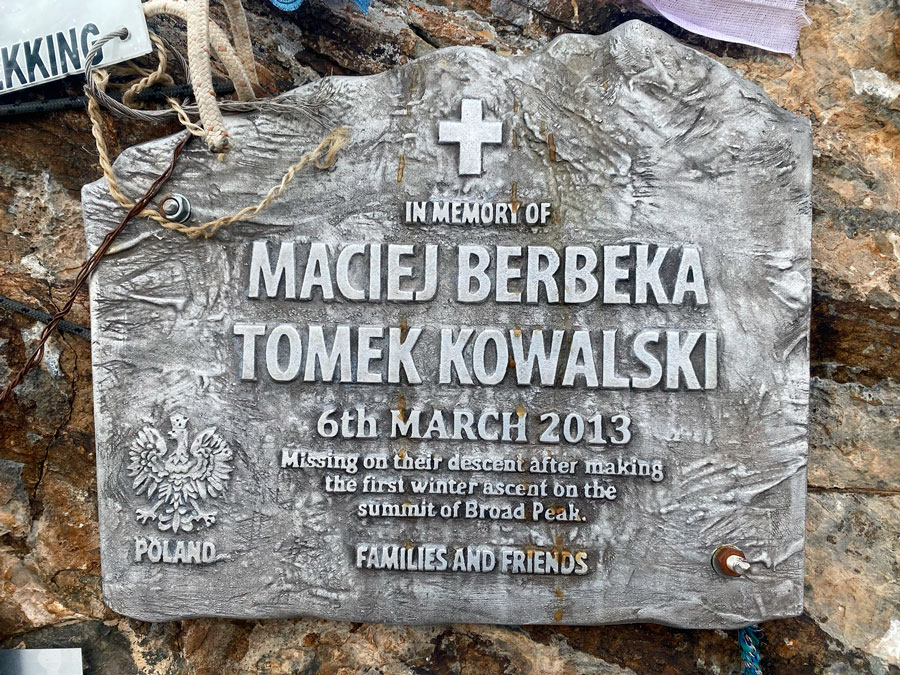 EKKING
IN MEMORY OF
MACIEJ BERBEKA
TOMEK KOWALSKI
6th MARCH 2013
Missing on their descent after making
the first winter ascent on the
summit of Broad Peak.
POLAND
FAMILIES AND FRIENDS